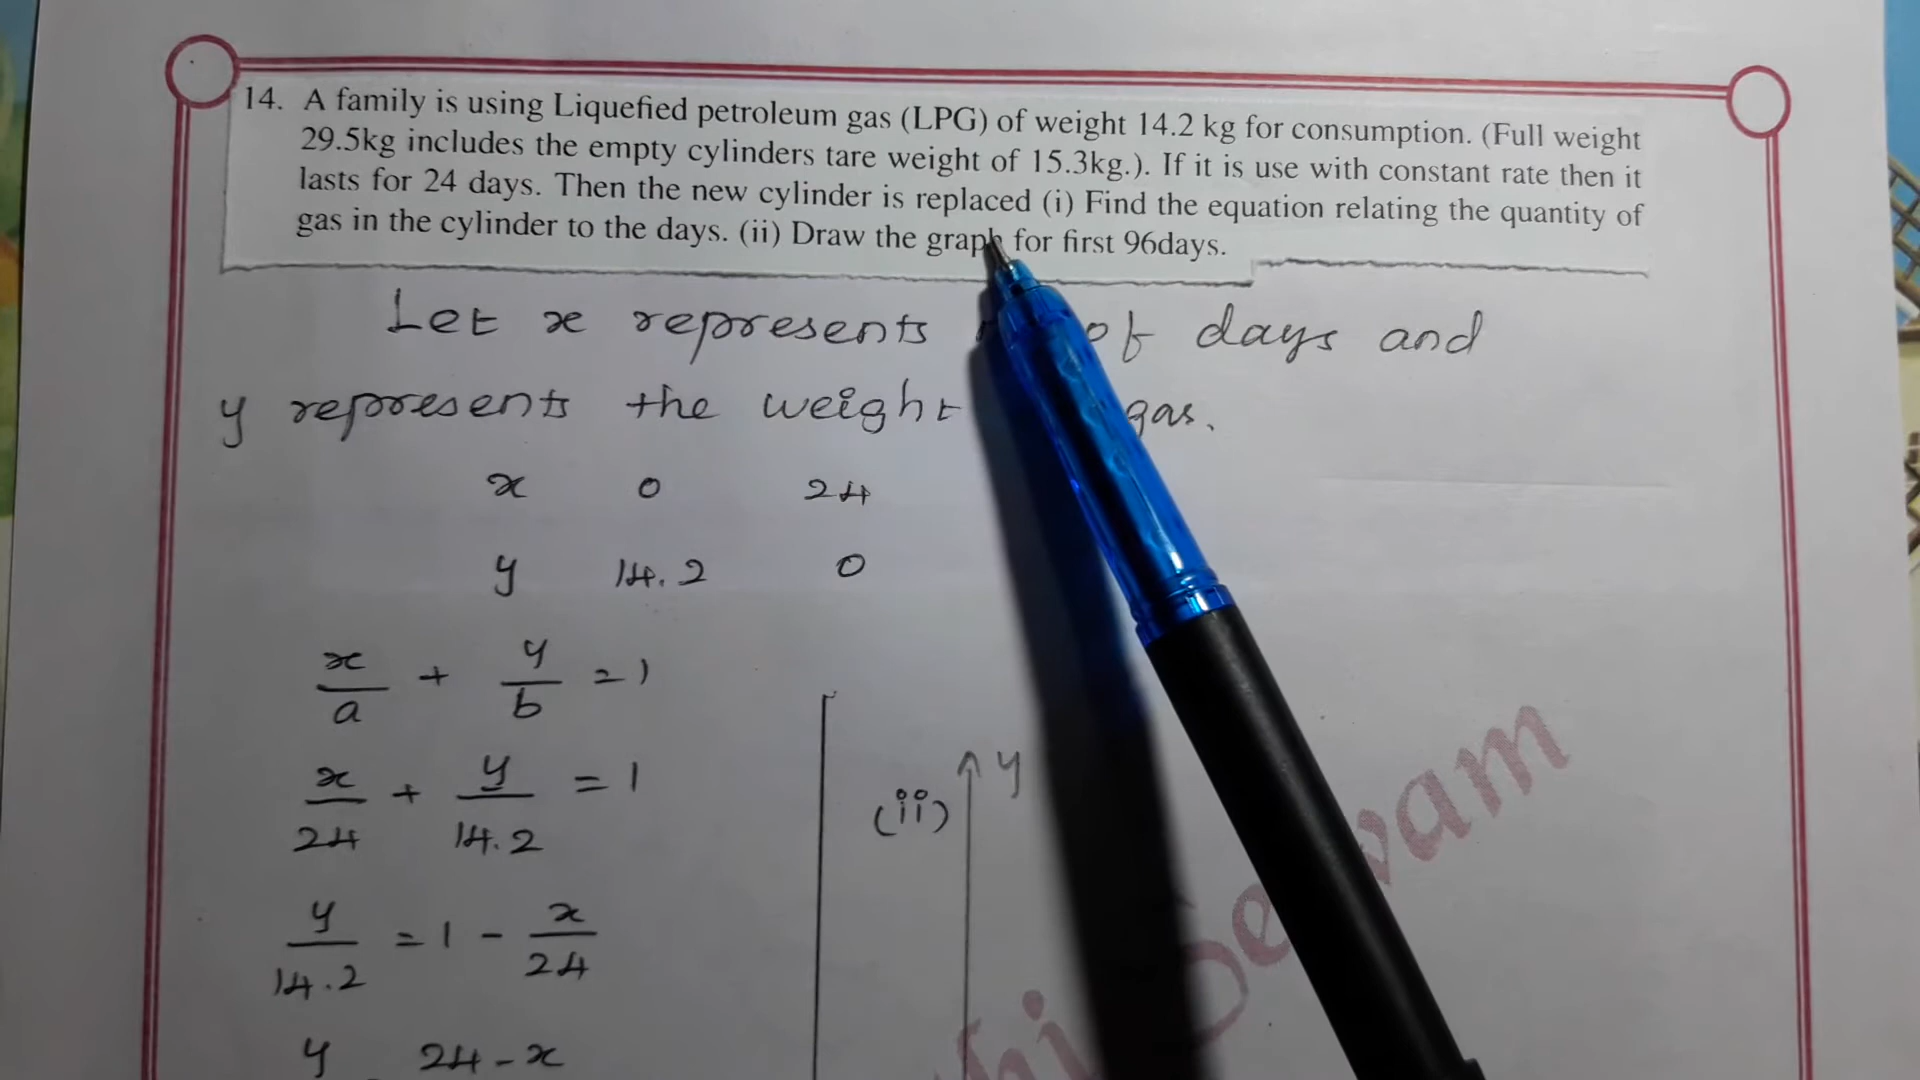 14. A family is using Liquefied petroleum gas (LPG) of weight 14.2 kg for consumption. (Full weight
29.5kg includes the empty cylinders tare weight of 15.3kg.). If it is use with constant rate then it
lasts for 24 days. Then the new cylinder is replaced (i) Find the equation relating the quantity of
gas in the cylinder to the days. (ii) Draw the graph for first 96days.
Let x represents of days and
y represents the weight gas.
x 0 24
y 14.2 0
x/a + y/b = 1
x/24 + y/14.2 = 1
(ii) y
y/14.2 = 1 - x/24
y 24 - x